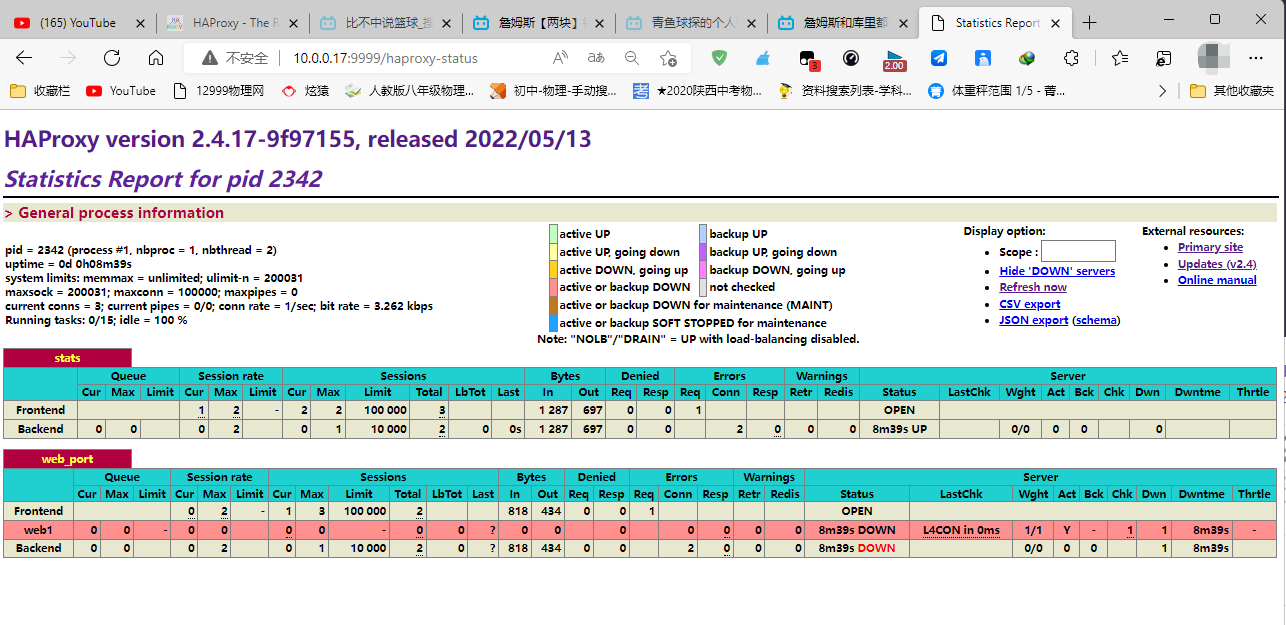 (165) YouTube
HAProxy - The R
比不中说篮球_搜
詹姆斯【两块】
青鱼球探的个人
詹姆斯和库里都
Statistics Report
不安全
10.0.0.17:9999/haproxy-status
3
2.00
收藏栏
YouTube
12999物理网
炫猿
人教版八年级物理...
初中-物理-手动搜...
★2020陕西中考物...
资料搜索列表-学科...
体重秤范围 1/5 - 菁...
其他收藏夹
HAProxy version 2.4.17-9f97155, released 2022/05/13
Statistics Report for pid 2342
> General process information
pid = 2342 (process #1, nbproc = 1, nbthread = 2)
uptime = 0d 0h08m39s
system limits: memmax = unlimited; ulimit-n = 200031
maxsock = 200031; maxconn = 100000; maxpipes = 0
current conns = 3; current pipes = 0/0; conn rate = 1/sec; bit rate = 3.262 kbps
Running tasks: 0/15; idle = 100 %
active UP backup UP
active UP, going down backup UP, going down
active DOWN, going up backup DOWN, going up
active or backup DOWN not checked
active or backup DOWN for maintenance (MAINT)
active or backup SOFT STOPPED for maintenance
Note: "NOLB"/"DRAIN" = UP with load-balancing disabled.
Display option:
• Scope :
• Hide 'DOWN' servers
• Refresh now
• CSV export
• JSON export (schema)
External resources:
• Primary site
• Updates (v2.4)
• Online manual
stats
Queue Session rate Sessions Bytes Denied Errors Warnings Server
Cur Max Limit Cur Max Limit Cur Max Limit Total LbTot Last In Out Req Resp Req Conn Resp Retr Redis Status LastChk Wght Act Bck Chk Dwn Dwntme Thrtle
Frontend 1 2 - 2 2 100 000 3 1 287 697 0 0 1 OPEN
Backend 0 0 0 2 0 1 10 000 2 0 0s 1 287 697 0 0 2 0 0 0 8m39s UP 0/0 0 0 0
web_port
Queue Session rate Sessions Bytes Denied Errors Warnings Server
Cur Max Limit Cur Max Limit Cur Max Limit Total LbTot Last In Out Req Resp Req Conn Resp Retr Redis Status LastChk Wght Act Bck Chk Dwn Dwntme Thrtle
Frontend 0 2 - 1 3 100 000 2 818 434 0 0 1 OPEN
web1 0 0 - 0 0 0 0 - 0 0 ? 0 0 0 0 0 0 0 8m39s DOWN L4CON in 0ms 1/1 Y - 1 1 8m39s -
Backend 0 0 0 2 0 1 10 000 2 0 ? 818 434 0 0 2 0 0 0 8m39s DOWN 0/0 0 0 1 8m39s